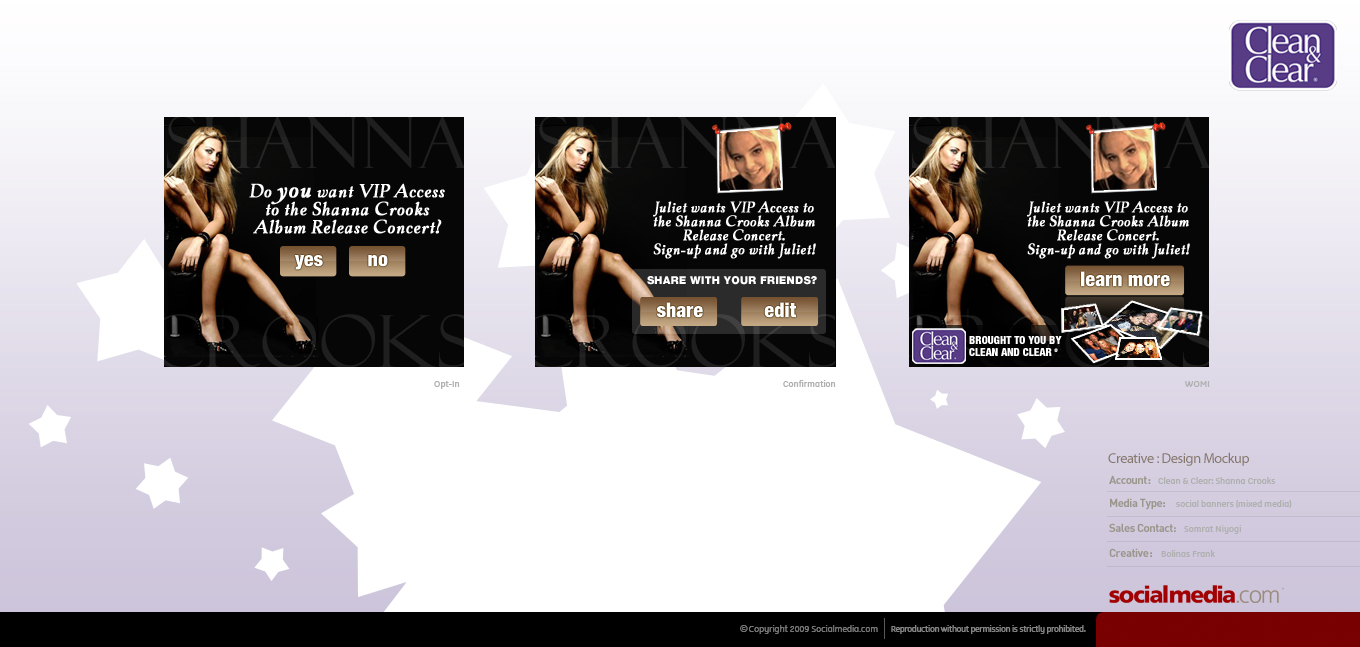 Clean
&
Clear®
SHANNA
Do you want VIP Access
to the Shanna Crooks
Album Release Concert?
yes
no
CROOKS
Opt-In
SHANNA
Juliet wants VIP Access to
the Shanna Crooks Album
Release Concert.
Sign-up and go with Juliet!
SHARE WITH YOUR FRIENDS?
share
edit
CROOKS
Confirmation
SHANNA
Juliet wants VIP Access to
the Shanna Crooks Album
Release Concert.
Sign-up and go with Juliet!
learn more
CROOKS
Clean
&
Clear®
BROUGHT TO YOU BY
CLEAN AND CLEAR®
WOMI
Creative : Design Mockup
Account: Clean & Clear: Shanna Crooks
Media Type: social banners (mixed media)
Sales Contact: Somrat Niyogi
Creative: Bolinas Frank
socialmedia.com
© Copyright 2009 Socialmedia.com
Reproduction without permission is strictly prohibited.